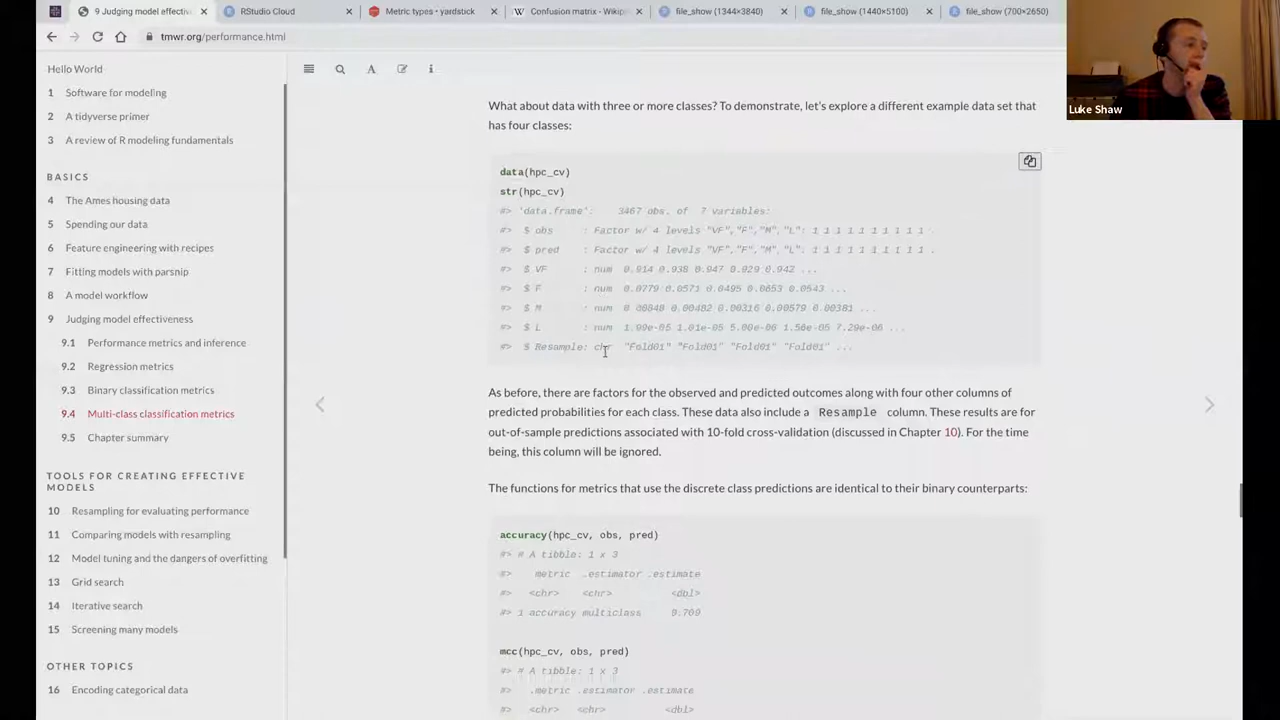 9 Judging model effectiv
RStudio Cloud
Metric types • yardstick
Confusion matrix - Wikipe
file_show (1344×3840)
file_show (1440×5100)
file_show (700×2650)
tmwr.org/performance.html
Luke Shaw
Hello World
1 Software for modeling
2 A tidyverse primer
3 A review of R modeling fundamentals
BASICS
4 The Ames housing data
5 Spending our data
6 Feature engineering with recipes
7 Fitting models with parsnip
8 A model workflow
9 Judging model effectiveness
9.1 Performance metrics and inference
9.2 Regression metrics
9.3 Binary classification metrics
9.4 Multi-class classification metrics
9.5 Chapter summary
TOOLS FOR CREATING EFFECTIVE
MODELS
10 Resampling for evaluating performance
11 Comparing models with resampling
12 Model tuning and the dangers of overfitting
13 Grid search
14 Iterative search
15 Screening many models
OTHER TOPICS
16 Encoding categorical data
What about data with three or more classes? To demonstrate, let's explore a different example data set that
has four classes:
data(hpc_cv)
str(hpc_cv)
#> 'data.frame': 3467 obs. of 7 variables:
#> $ obs : Factor w/ 4 levels "VF","F","M","L": 1 1 1 1 1 1 1 1 1 1 .
#> $ pred : Factor w/ 4 levels "VF","F","M","L": 1 1 1 1 1 1 1 1 1 1 .
#> $ VF : num 0.914 0.938 0.947 0.929 0.942 ...
#> $ F : num 0.0779 0.0571 0.0495 0.0653 0.0543 ...
#> $ M : num 0.00848 0.00482 0.00316 0.00579 0.00381 ...
#> $ L : num 1.99e-05 1.01e-05 5.00e-06 1.56e-05 7.29e-06 ...
#> $ Resample: chr "Fold01" "Fold01" "Fold01" "Fold01" ...
As before, there are factors for the observed and predicted outcomes along with four other columns of
predicted probabilities for each class. These data also include a Resample column. These results are for
out-of-sample predictions associated with 10-fold cross-validation (discussed in Chapter 10). For the time
being, this column will be ignored.
The functions for metrics that use the discrete class predictions are identical to their binary counterparts:
accuracy(hpc_cv, obs, pred)
#> # A tibble: 1 x 3
#> .metric .estimator .estimate
#> <chr> <chr> <dbl>
#> 1 accuracy multiclass 0.709
mcc(hpc_cv, obs, pred)
#> # A tibble: 1 x 3
#> .metric .estimator .estimate
#> <chr> <chr> <dbl>